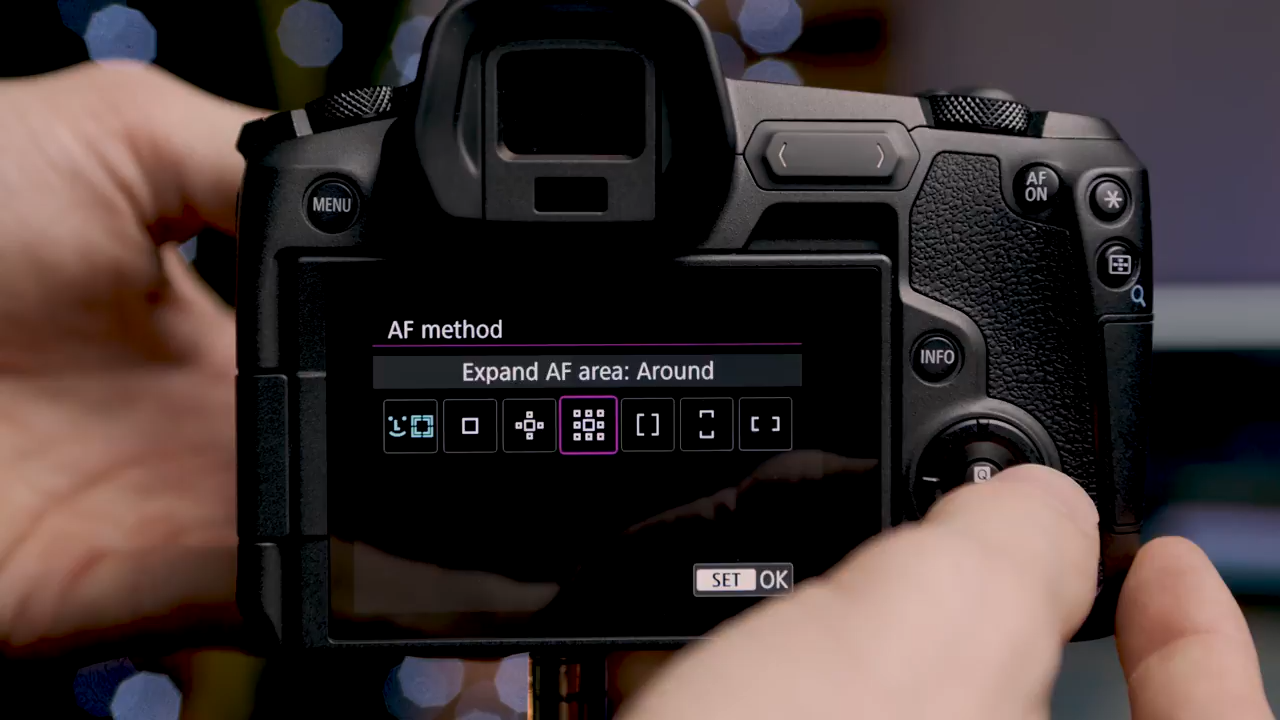 MENU
AF
ON
AF method
Expand AF area: Around
INFO
Q
SET OK